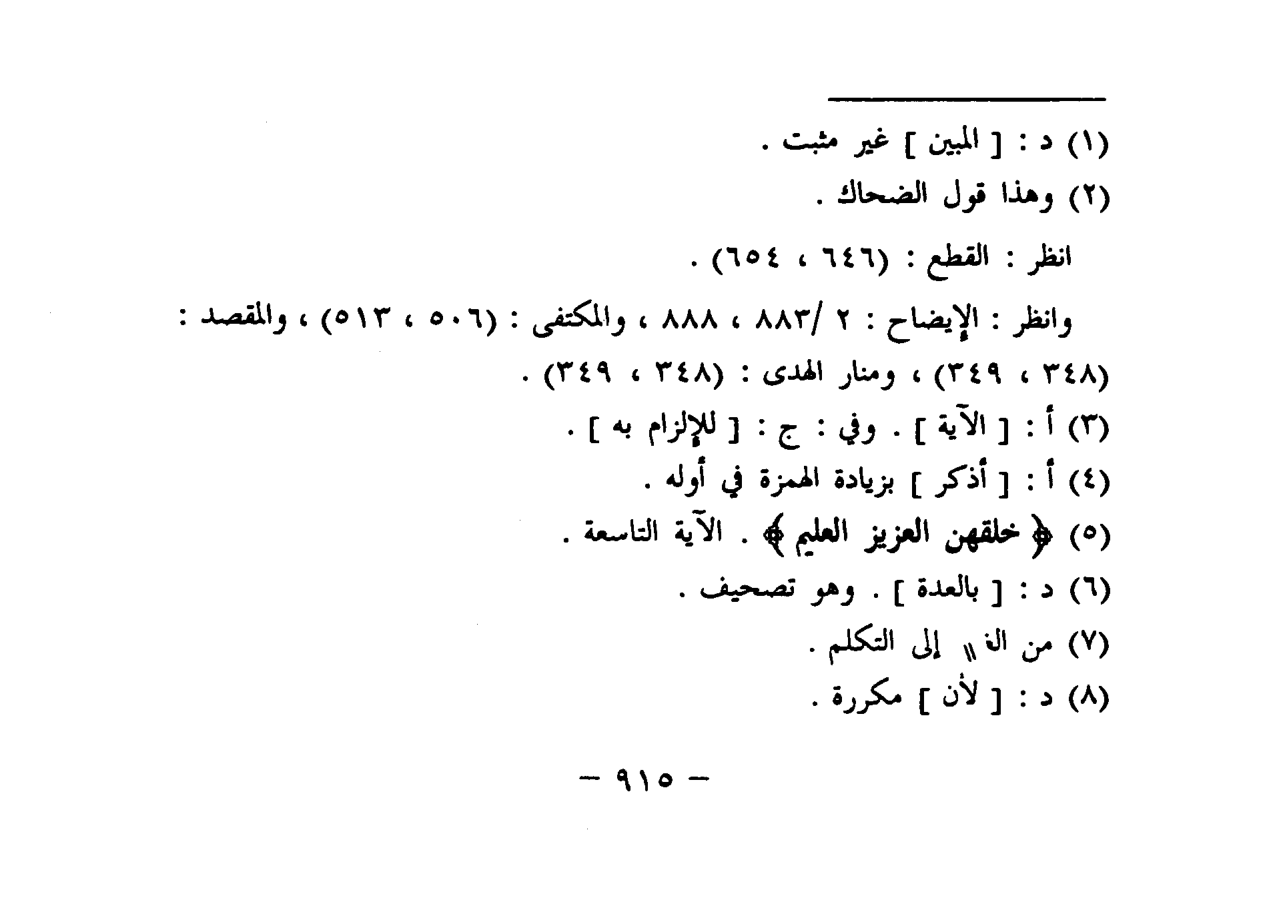 (١) د : [ المبين ] غير مثبت .
(٢) وهذا قول الضحاك .
انظر : القطع : (٦٤٦ ، ٦٥٤) .
وانظر : الإيضاح : ٢ /٨٨٣ ، ٨٨٨ ، والمكتفى : (٥٠٦ ، ٥١٣) ، والمقصد :
(٣٤٨ ، ٣٤٩) ، ومنار الهدى : (٣٤٨ ، ٣٤٩) .
(٣) أ : [ الآية ] . وفي : ج : [ للإلزام به ] .
(٤) أ : [ أذكر ] بزيادة الهمزة في أوله .
(٥) ﴿ خلقهن العزيز العليم ﴾ . الآية التاسعة .
(٦) د : [ بالعدة ] . وهو تصحيف .
(٧) من إلى التكلم .
(٨) د : [ لأن ] مكررة .
– ٩١٥ –